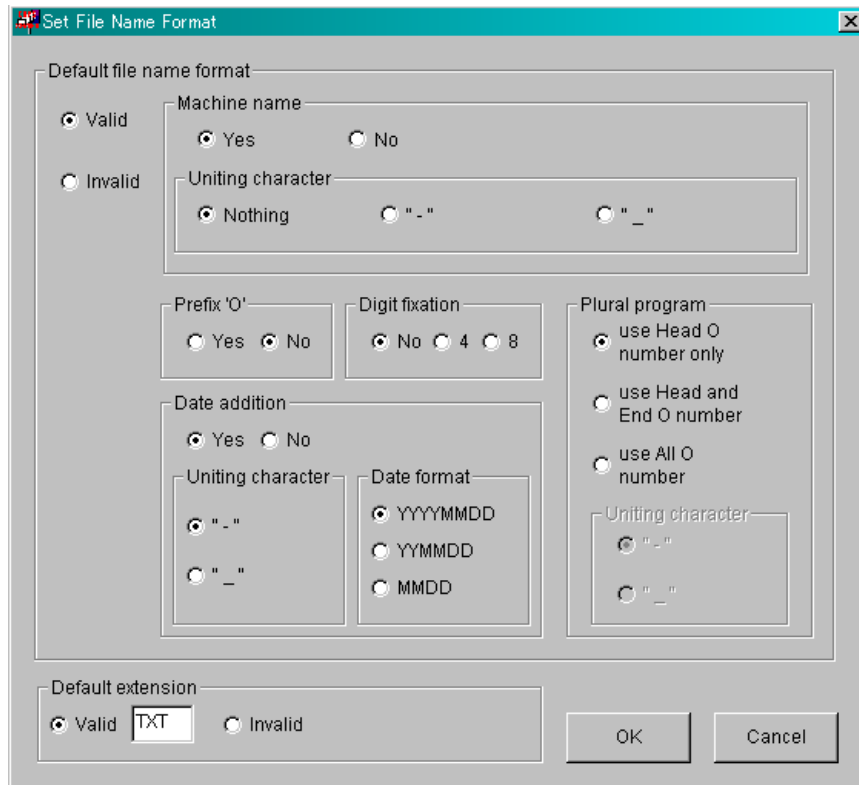 Set File Name Format
Default file name format
Valid
Invalid
Machine name
Yes No
Uniting character
Nothing "-" "_"
Prefix 'O'
Yes No
Digit fixation
No 4 8
Plural program
use Head O
number only
use Head and
End O number
use All O
number
Uniting character
"-"
"_"
Date addition
Yes No
Uniting character
"-"
"_"
Date format
YYYYMMDD
YYMMDD
MMDD
Default extension
Valid TXT Invalid
OK Cancel